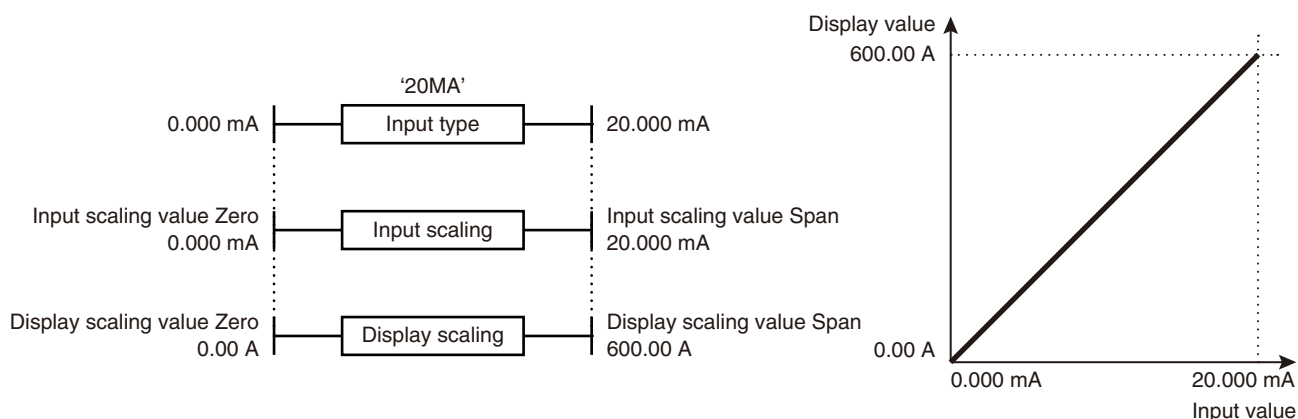 ‘20MA’
0.000 mA
Input type
20.000 mA
Input scaling value Zero
0.000 mA
Input scaling
Input scaling value Span
20.000 mA
Display scaling value Zero
0.00 A
Display scaling
Display scaling value Span
600.00 A
Display value
600.00 A
0.00 A
0.000 mA
20.000 mA
Input value